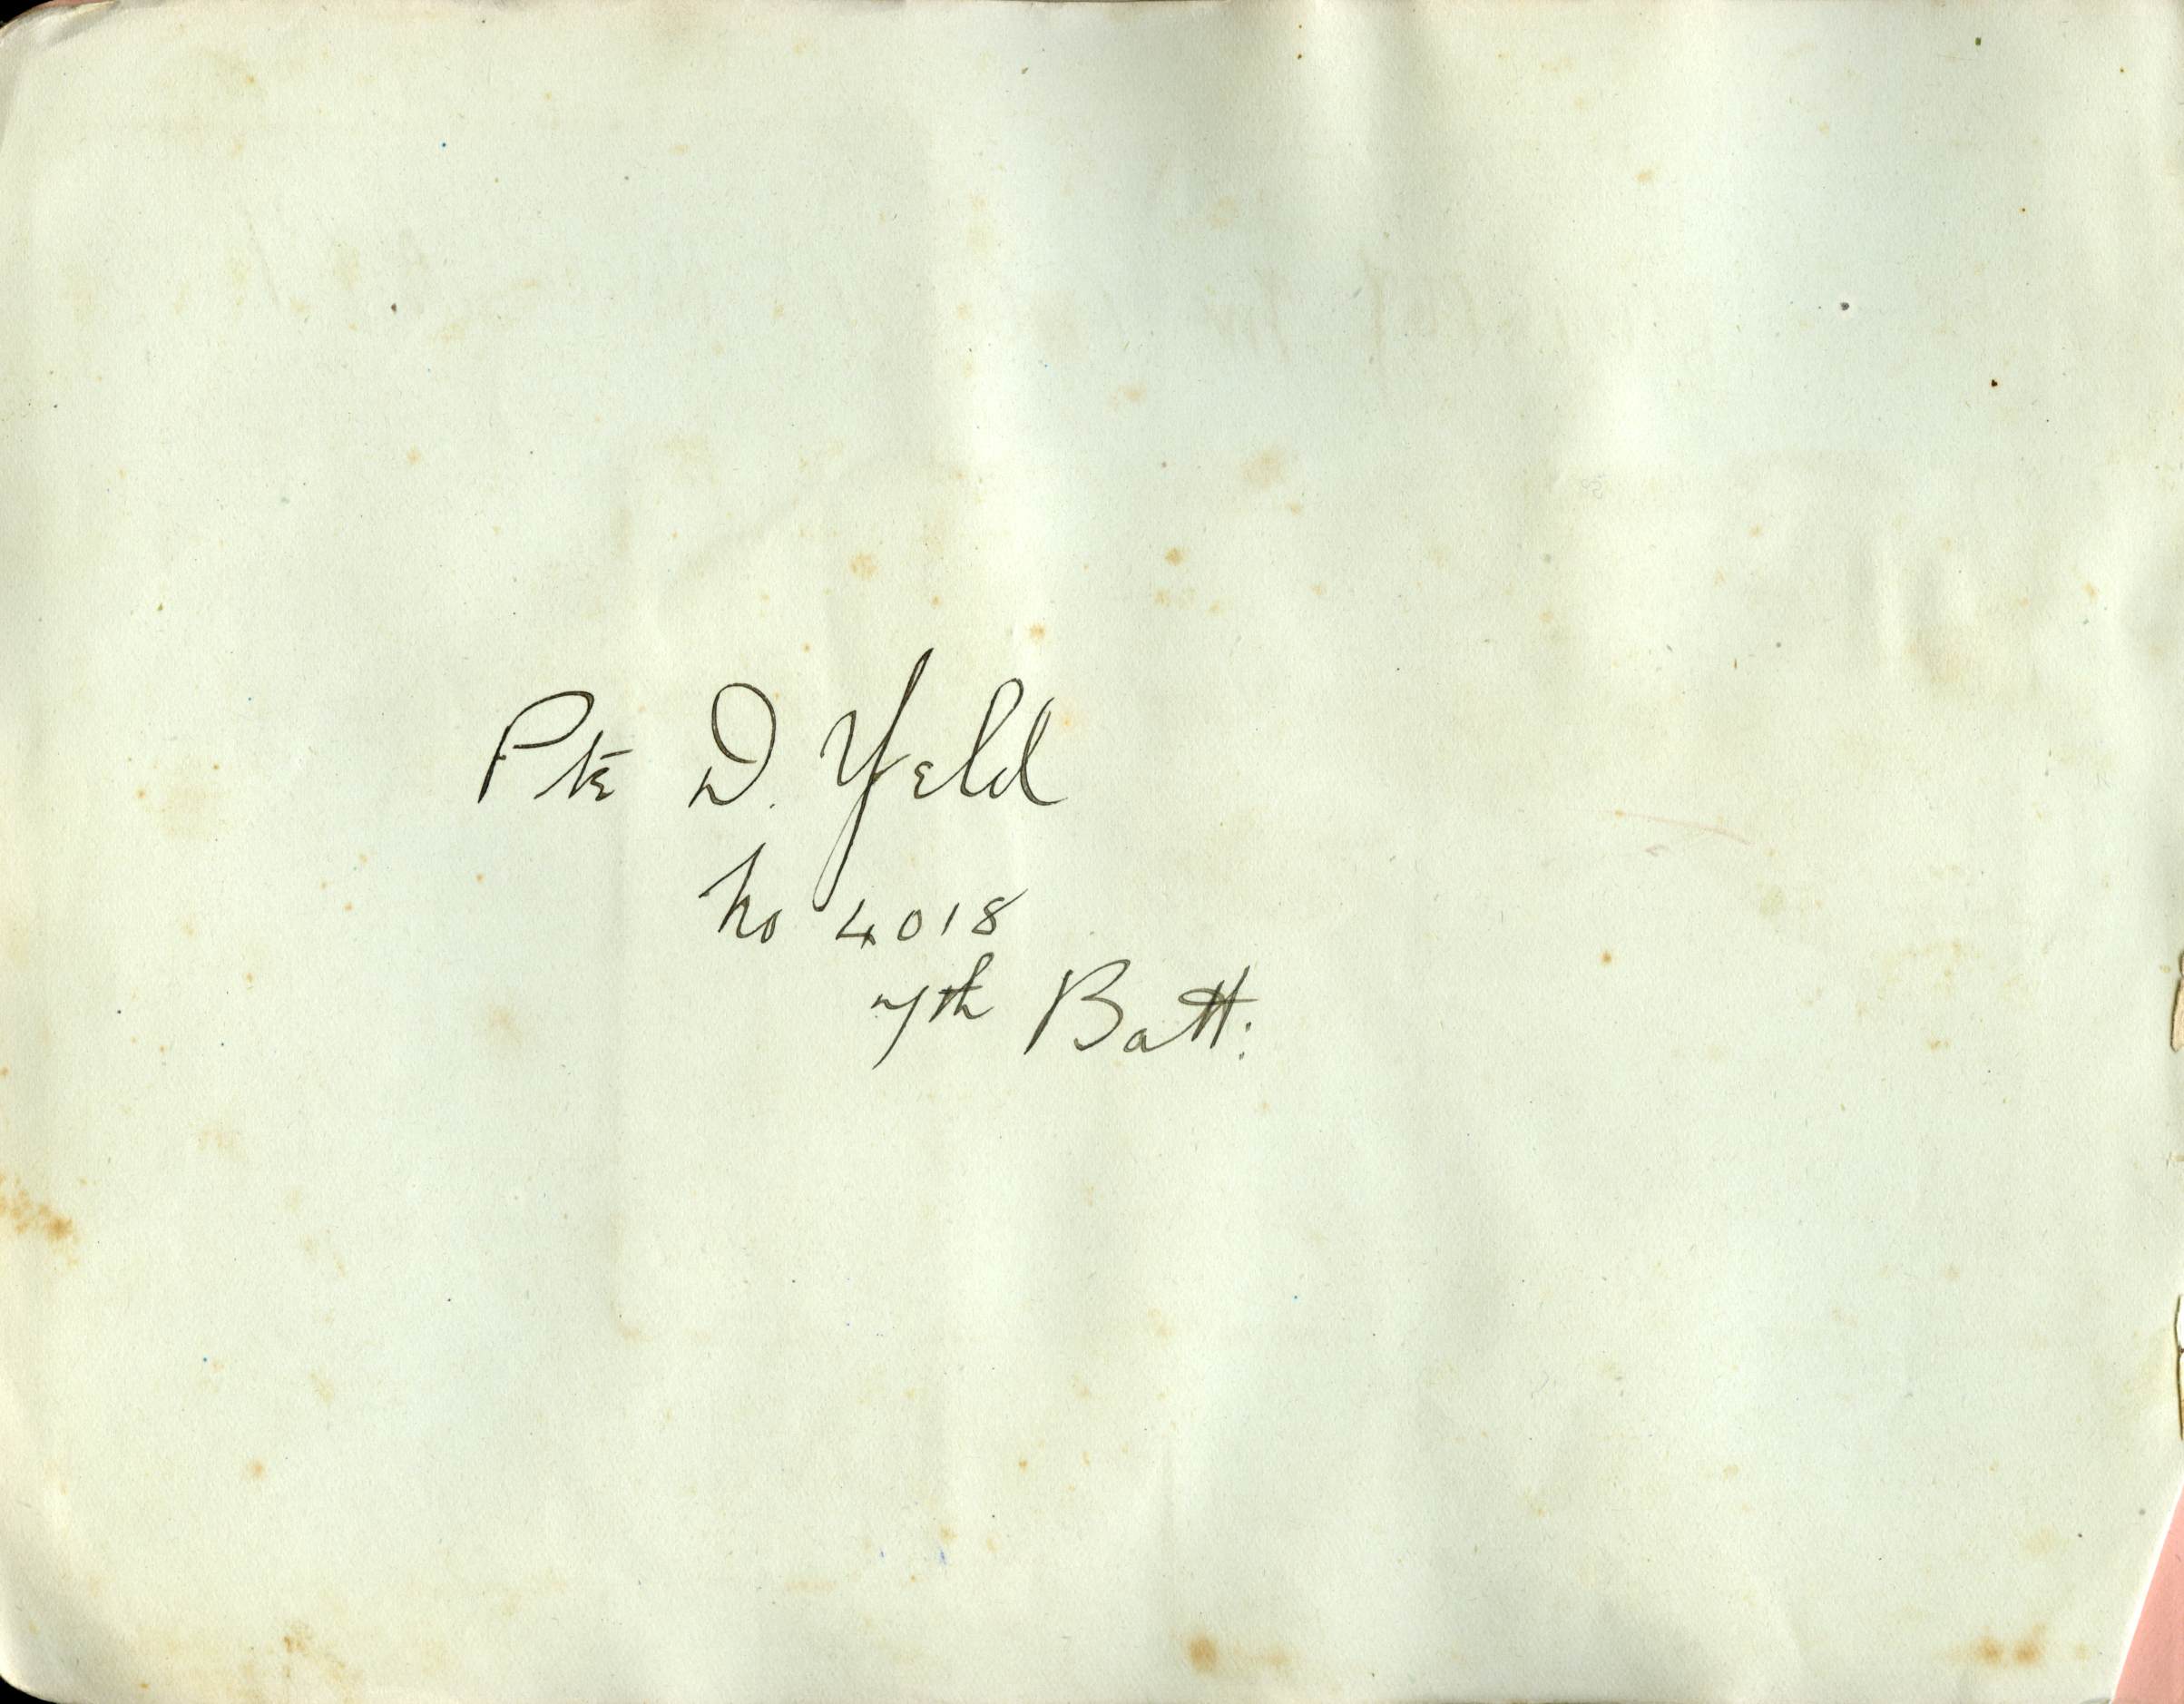 Pte D. Yeld
No 4018
7th Batt: